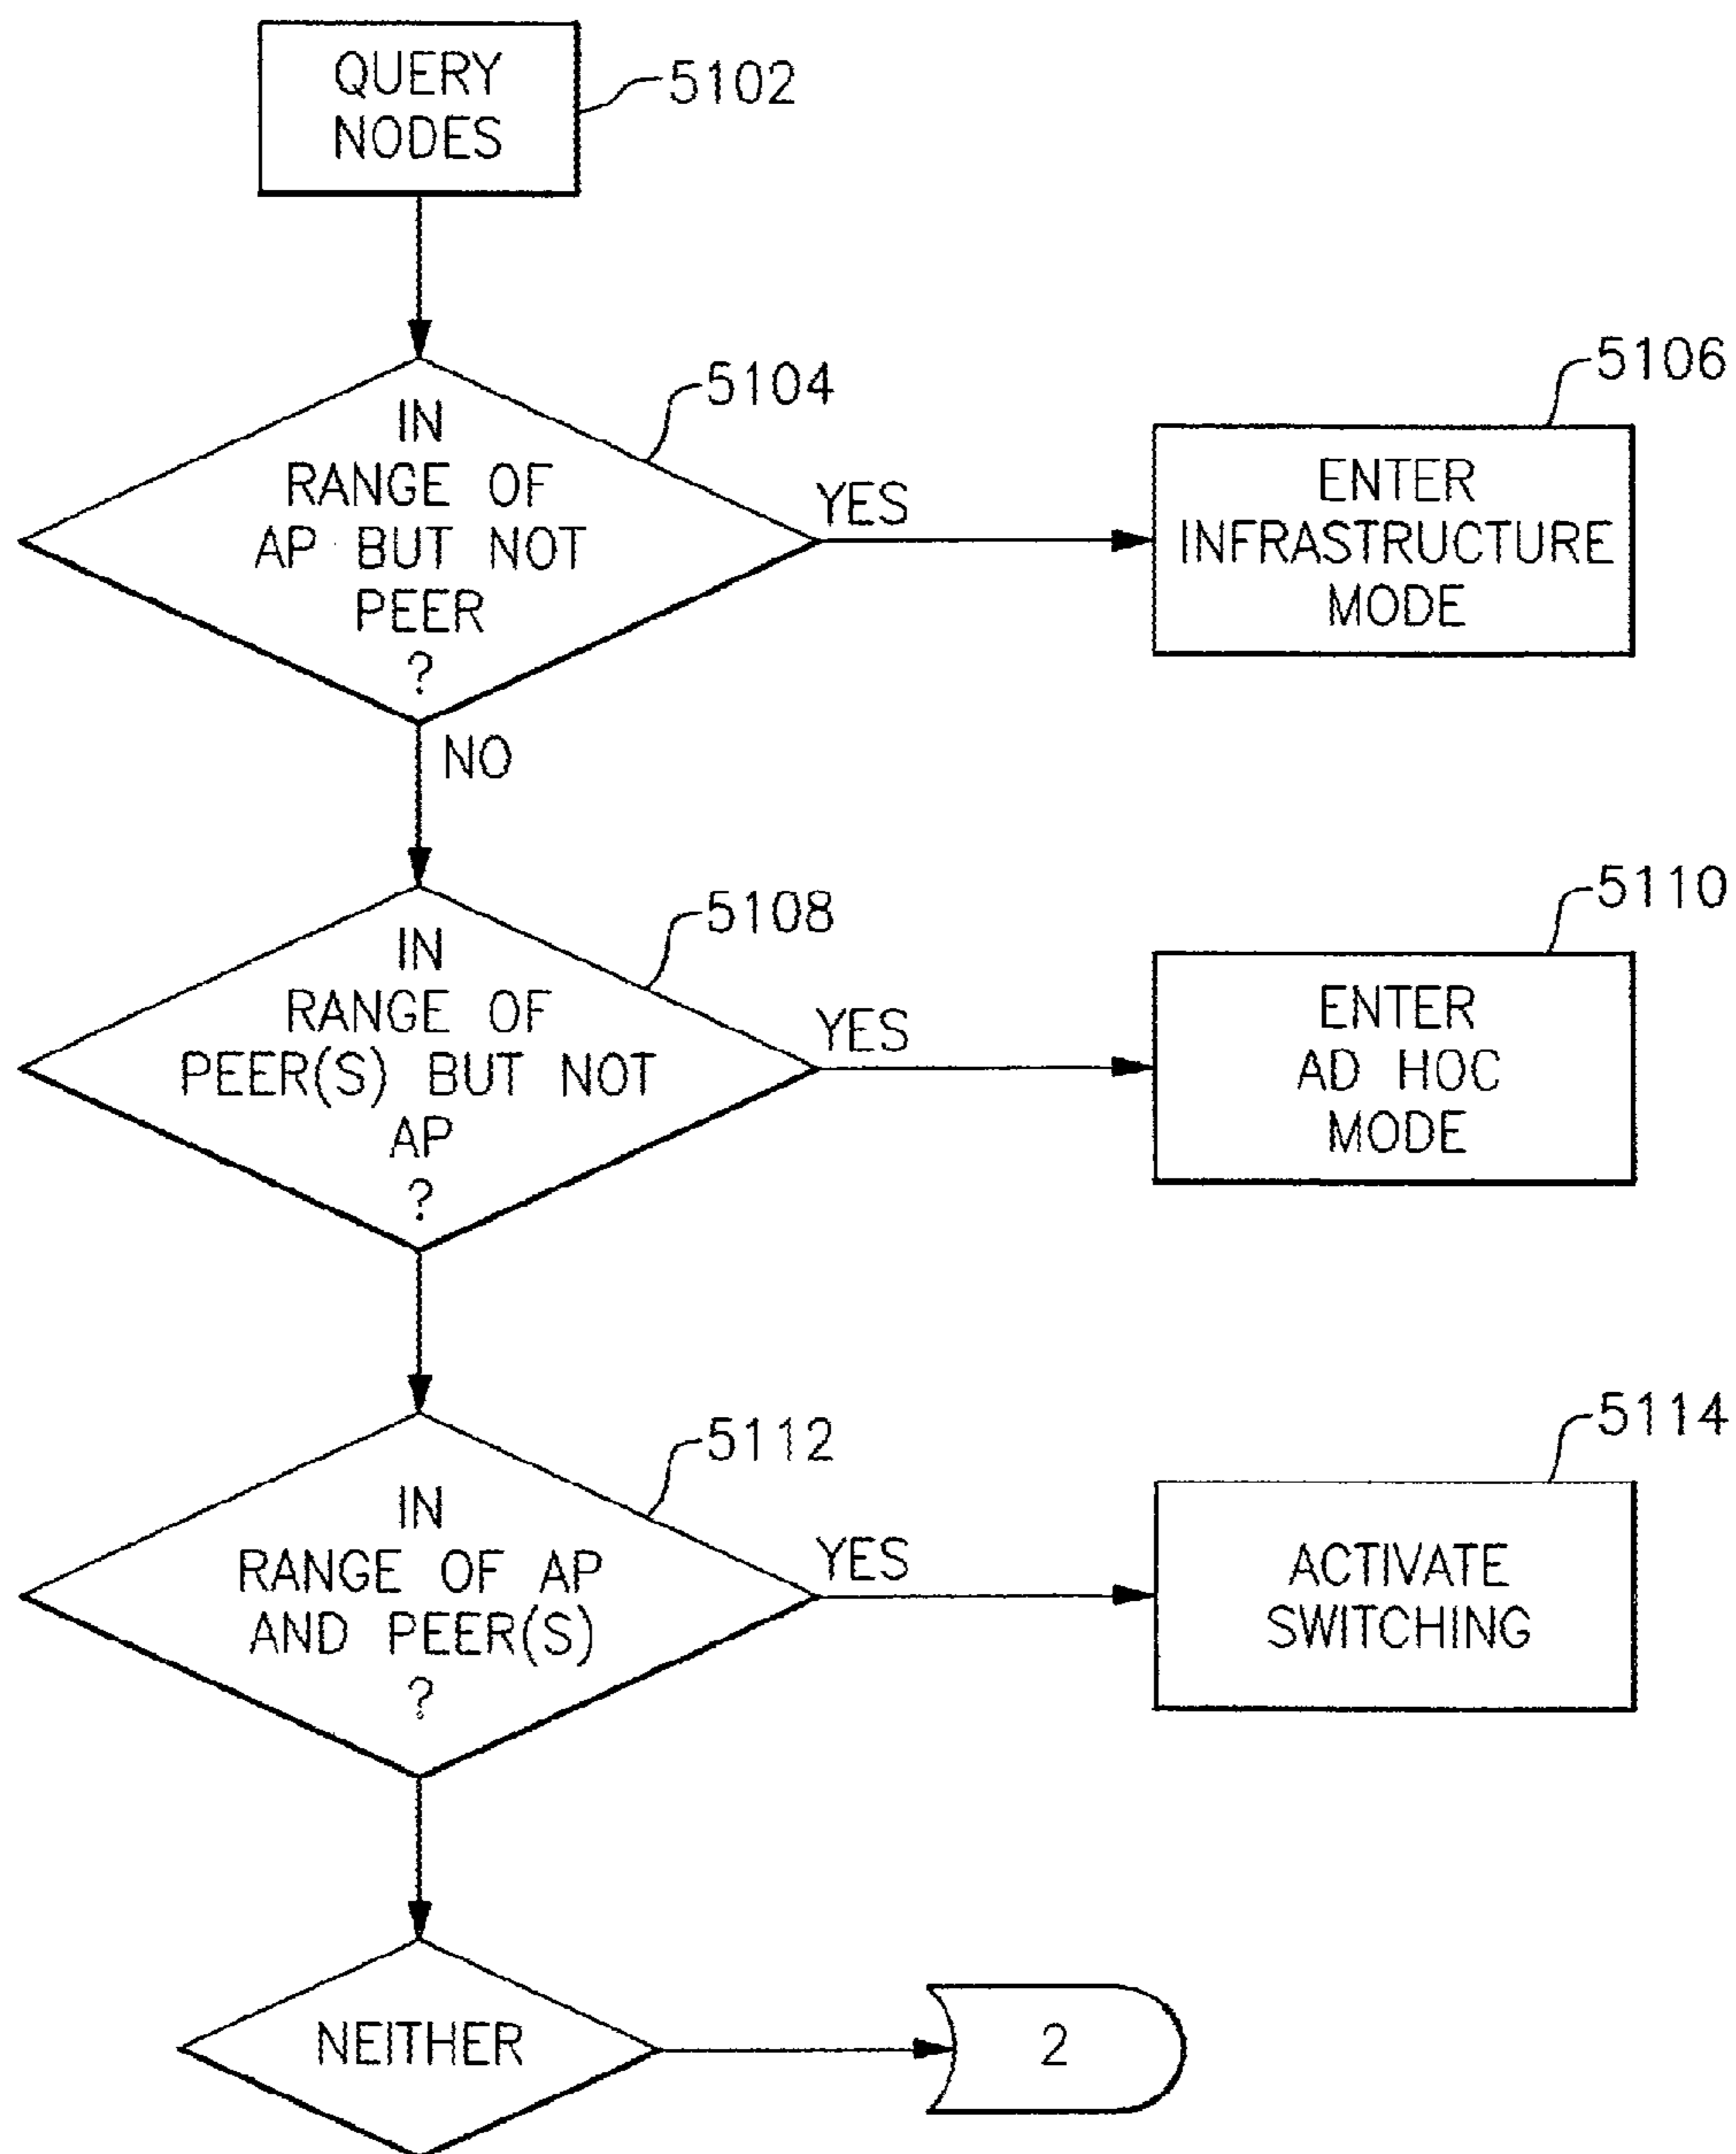 QUERY
NODES
5102
IN
RANGE OF
AP BUT NOT
PEER
?
5104
YES
5106
ENTER
INFRASTRUCTURE
MODE
NO
IN
RANGE OF
PEER(S) BUT NOT
AP
?
5108
YES
5110
ENTER
AD HOC
MODE
IN
RANGE OF AP
AND PEER(S)
?
5112
YES
5114
ACTIVATE
SWITCHING
NEITHER
2